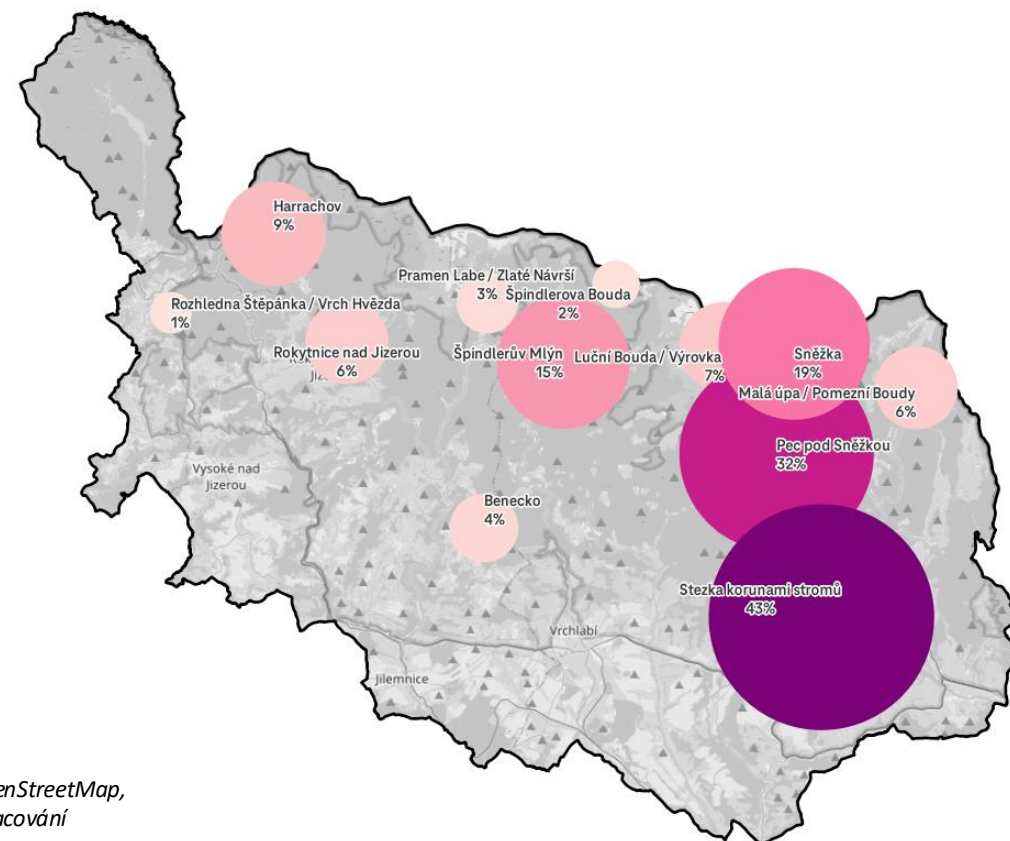 Harrachov
9%
Pramen Labe / Zlaté Návrší
3%
Špindlerova Bouda
2%
Rozhledna Štěpánka / Vrch Hvězda
1%
Rokytnice nad Jizerou
6%
Špindlerův Mlýn
15%
Luční Bouda / Výrovka
7%
Sněžka
19%
Malá úpa / Pomezní Boudy
6%
Pec pod Sněžkou
32%
Vysoké nad
Jizerou
Benecko
4%
Stezka korunami stromů
43%
Vrchlabí
Jilemnice
enStreetMap,
acování